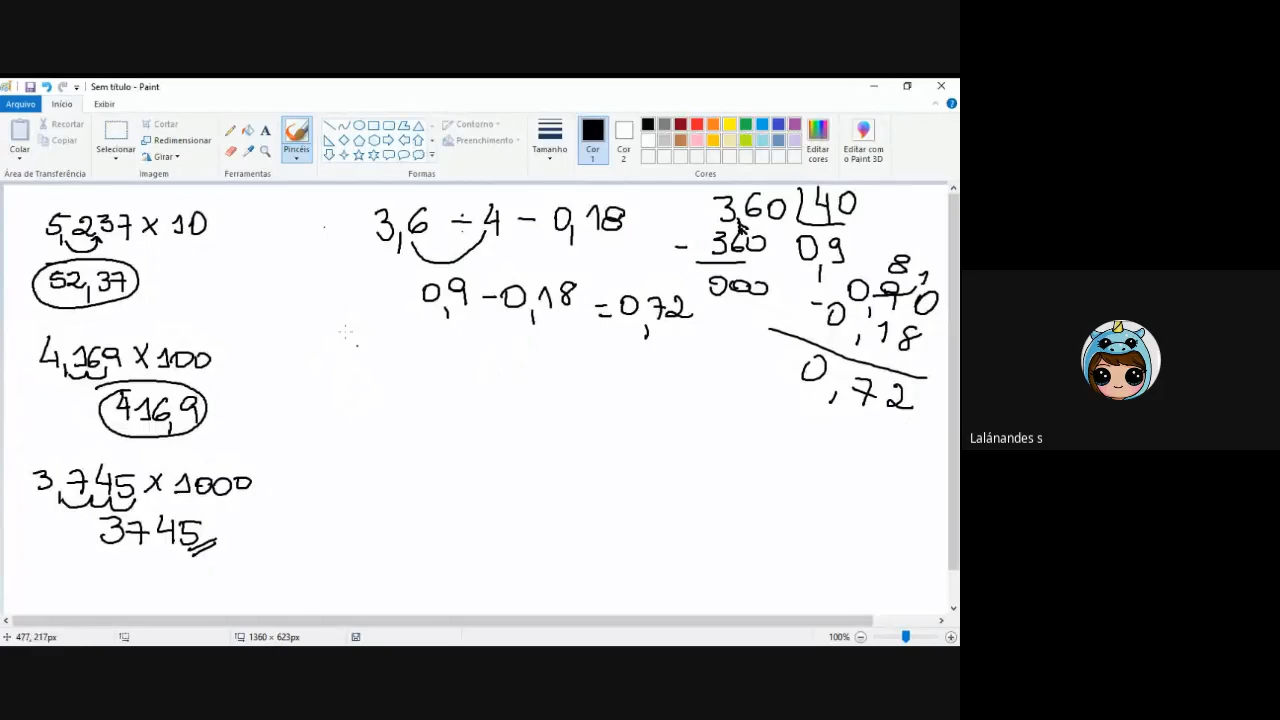 Sem título - Paint
Arquivo Início Exibir
Colar
Recortar
Copiar
Área de Transferência
Selecionar
Cortar
Redimensionar
Girar
Imagem
A
Ferramentas
Pincéis
Contorno
Preenchimento
Formas
Tamanho
Cor 1
Cor 2
Editar cores
Cores
Editar com o Paint 3D
5,237 x 10
52,37
4,169 x 100
416,9
3,745 x 1000
3745
3,6 ÷ 4 - 0,18
0,9 - 0,18 = 0,72
3,60 40
- 360 0,9
000
8 1
0,90
- 0,18
0,72
Lalánandes s
477, 217px
1360 × 623px
100%